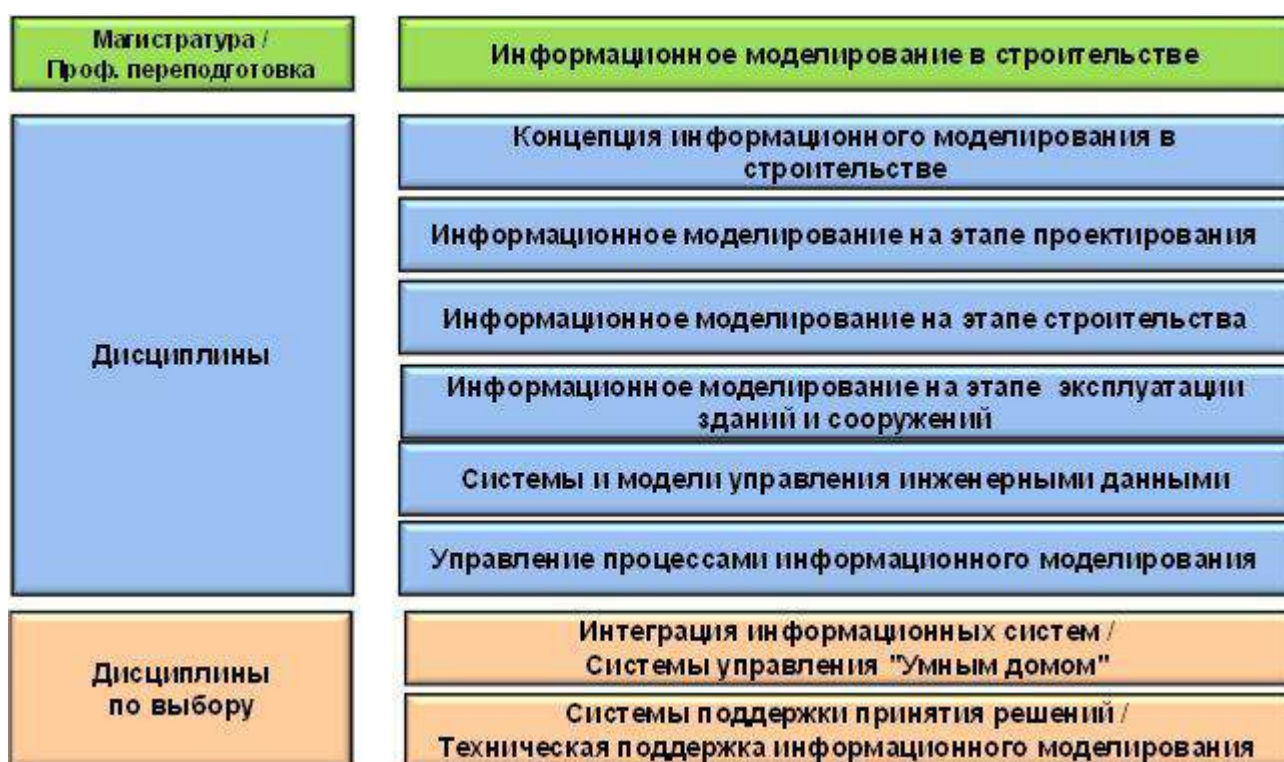 Магистратура /
Проф. переподготовка
Информационное моделирование в строительстве
Дисциплины
Концепция информационного моделирования в
строительстве
Информационное моделирование на этапе проектирования
Информационное моделирование на этапе строительства
Информационное моделирование на этапе эксплуатации
зданий и сооружений
Системы и модели управления инженерными данными
Управление процессами информационного моделирования
Дисциплины
по выбору
Интеграция информационных систем /
Системы управления "Умным домом"
Системы поддержки принятия решений /
Техническая поддержка информационного моделирования